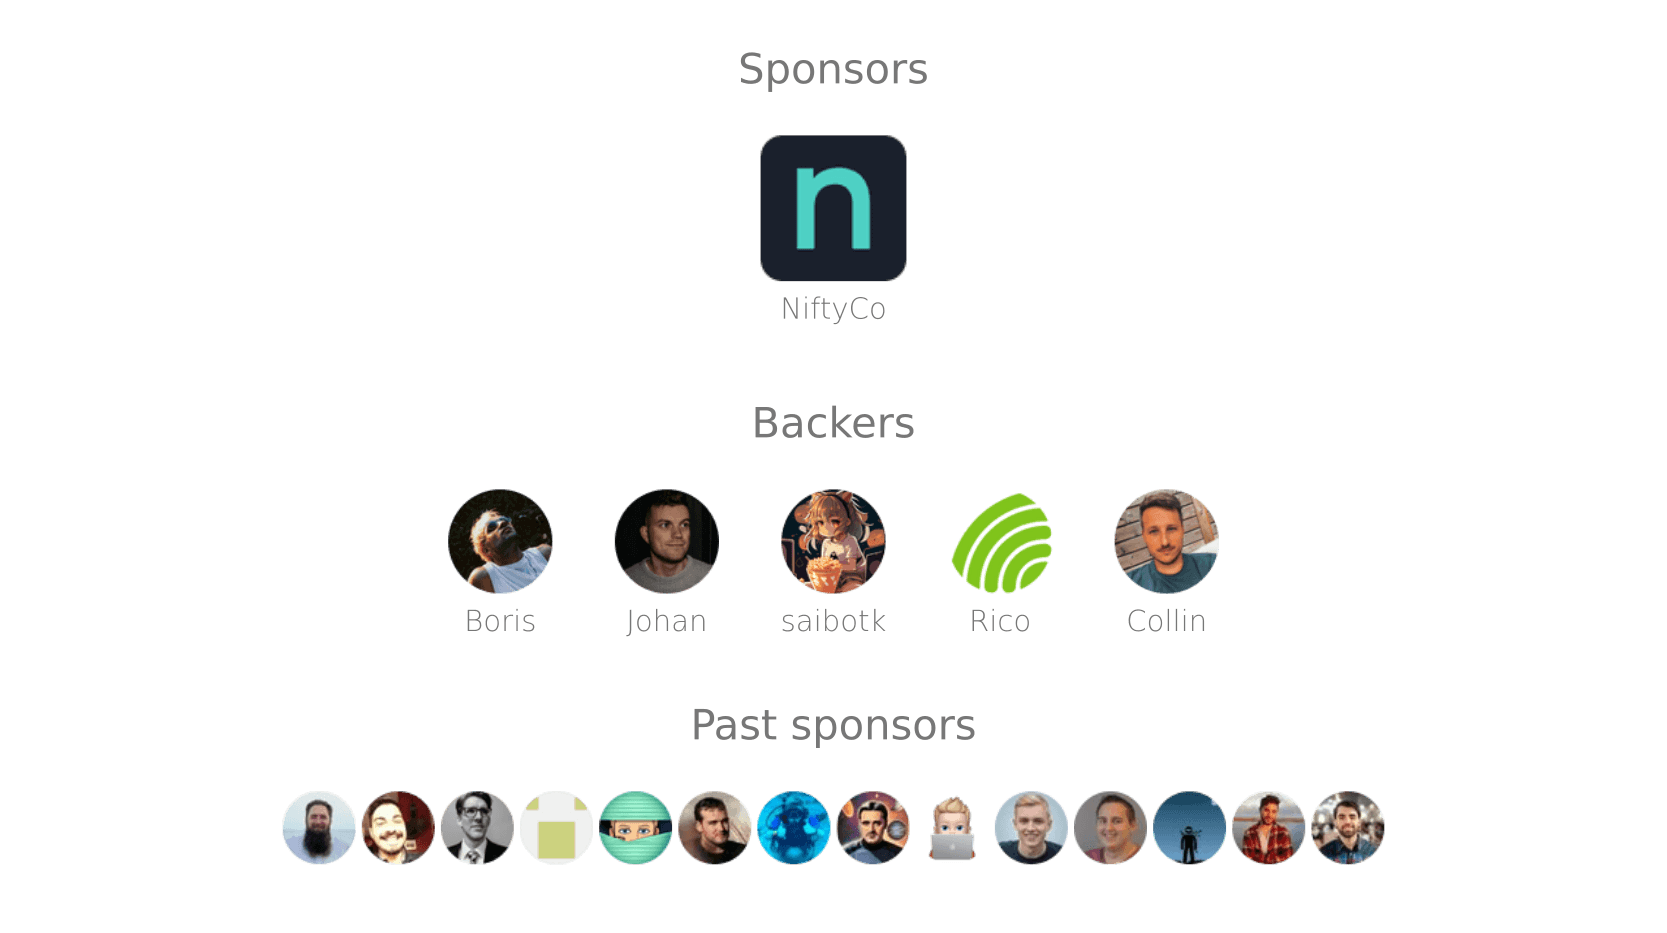 Sponsors
n
NiftyCo
Backers
Boris Johan saibotk Rico Collin
Past sponsors